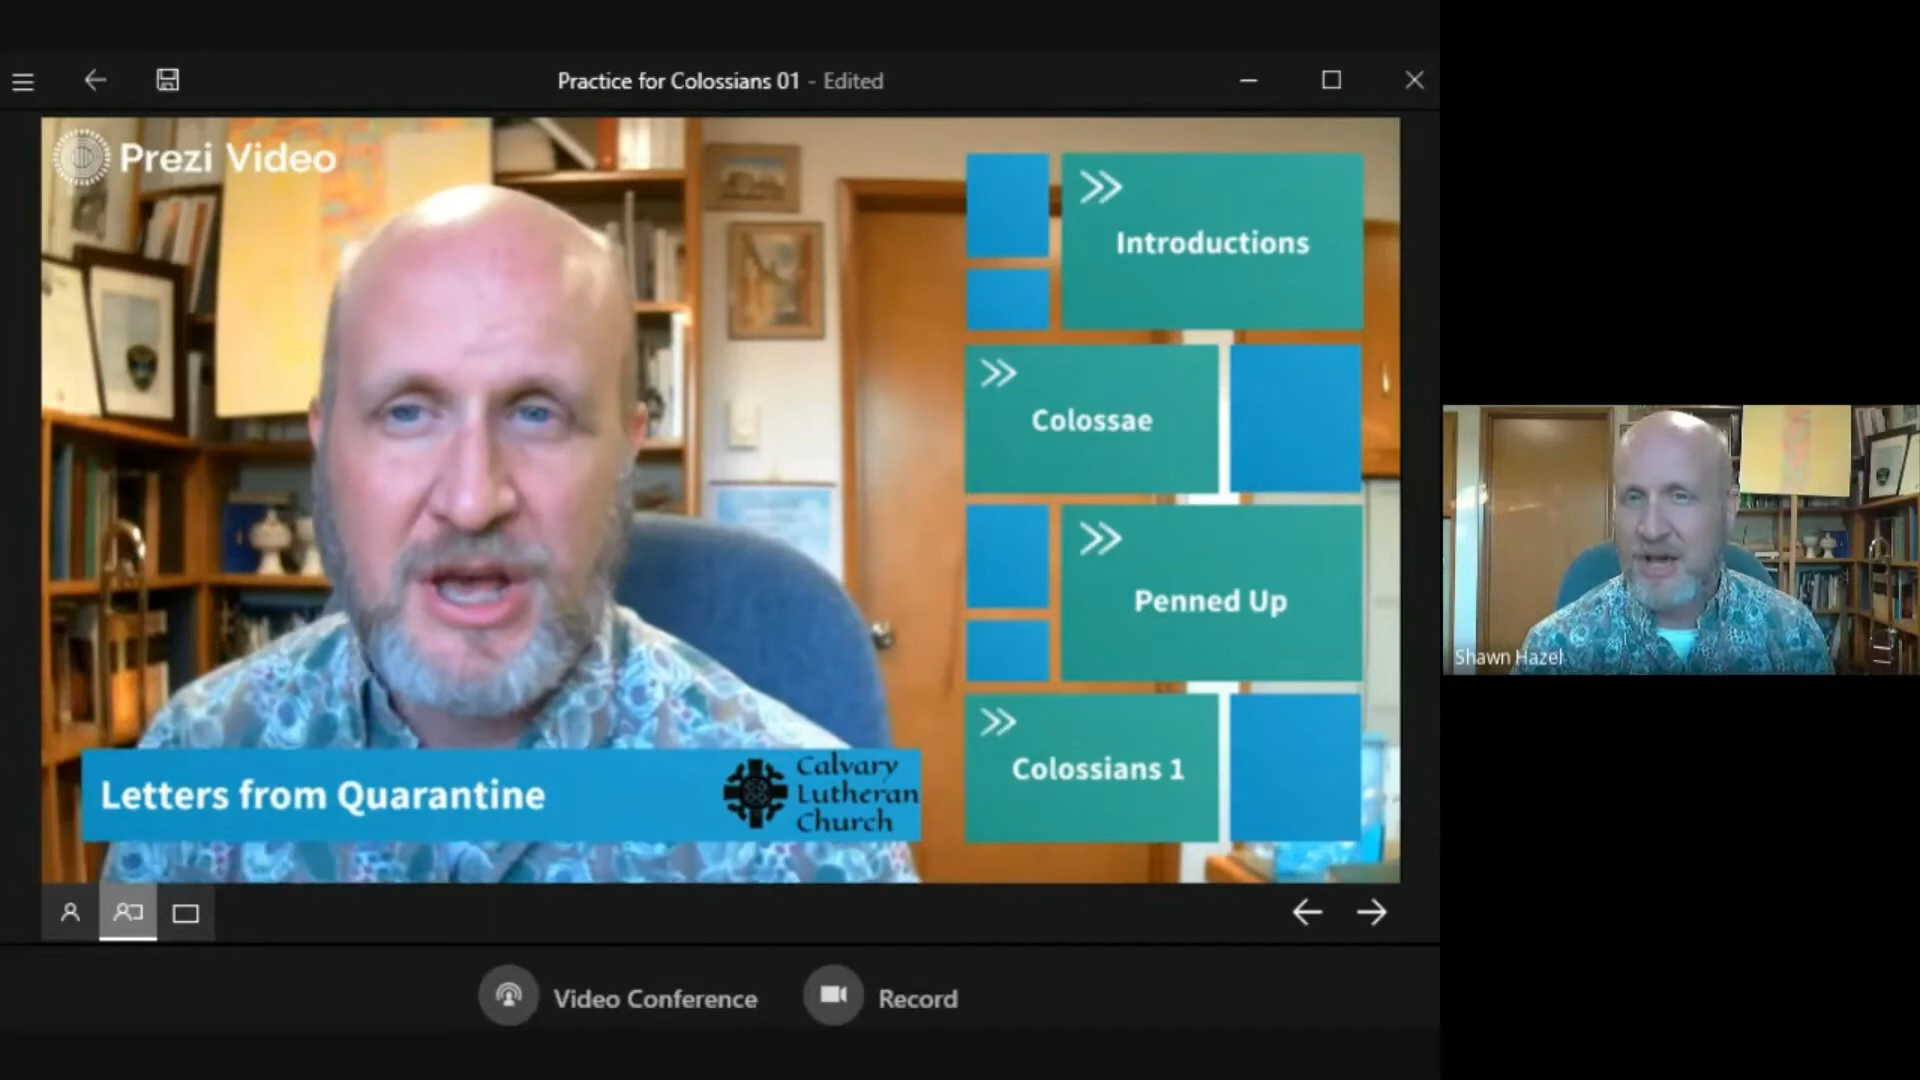 Practice for Colossians 01 - Edited
Prezi Video
Introductions
Colossae
Penned Up
Colossians 1
Letters from Quarantine
Calvary
Lutheran
Church
Shawn Hazel
Video Conference
Record